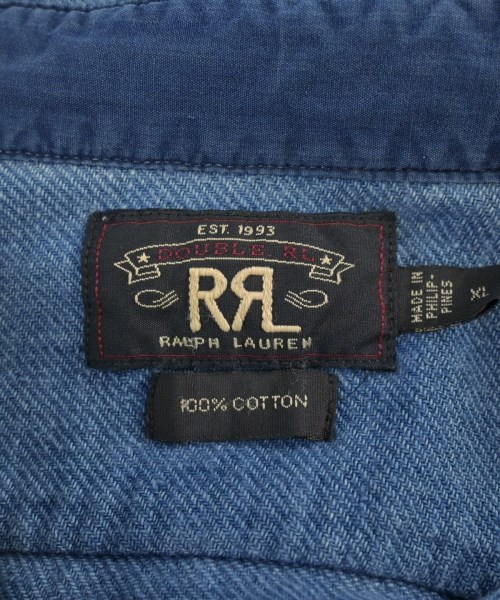 EST. 1993
DOUBLE RL
RRL
RALPH LAUREN
100% COTTON
MADE IN
PHILIP-
PINES
XL